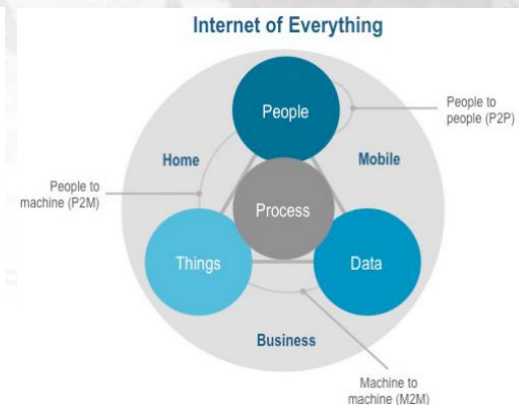 Internet of Everything
People
People to
people (P2P)
Home
Mobile
People to
machine (P2M)
Process
Things
Data
Business
Machine to
machine (M2M)